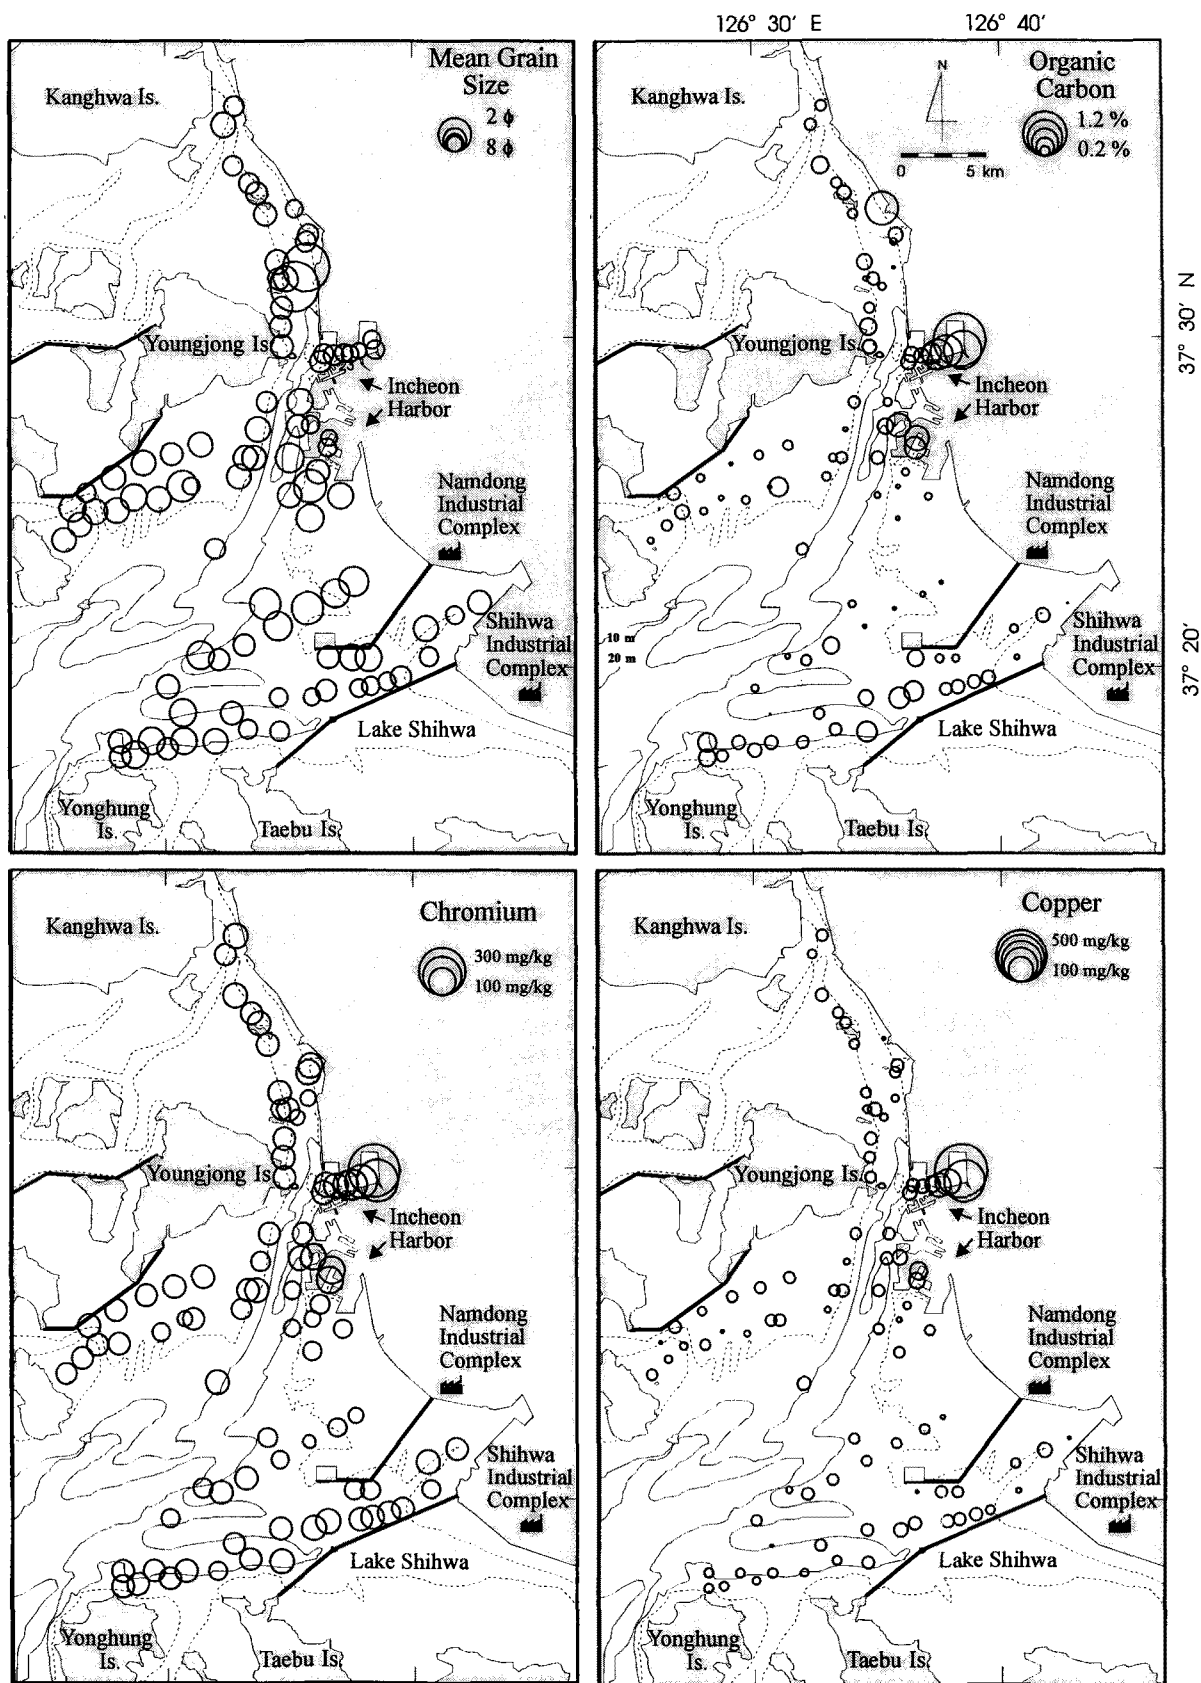 126° 30′ E
126° 40′
Mean Grain
Size
2 ϕ
8 ϕ
Kanghwa Is.
Youngjong Is.
Incheon
Harbor
Namdong
Industrial
Complex
Shihwa
Industrial
Complex
Lake Shihwa
Yonghung
Is.
Taebu Is.
Organic
Carbon
1.2 %
0.2 %
N
0 5 km
Kanghwa Is.
Youngjong Is.
Incheon
Harbor
Namdong
Industrial
Complex
10 m
20 m
Shihwa
Industrial
Complex
Lake Shihwa
Yonghung
Is.
Taebu Is.
37° 30′ N
37° 20′
Chromium
300 mg/kg
100 mg/kg
Kanghwa Is.
Youngjong Is.
Incheon
Harbor
Namdong
Industrial
Complex
Shihwa
Industrial
Complex
Lake Shihwa
Yonghung
Is.
Taebu Is.
Copper
500 mg/kg
100 mg/kg
Kanghwa Is.
Youngjong Is.
Incheon
Harbor
Namdong
Industrial
Complex
Shihwa
Industrial
Complex
Lake Shihwa
Yonghung
Is.
Taebu Is.